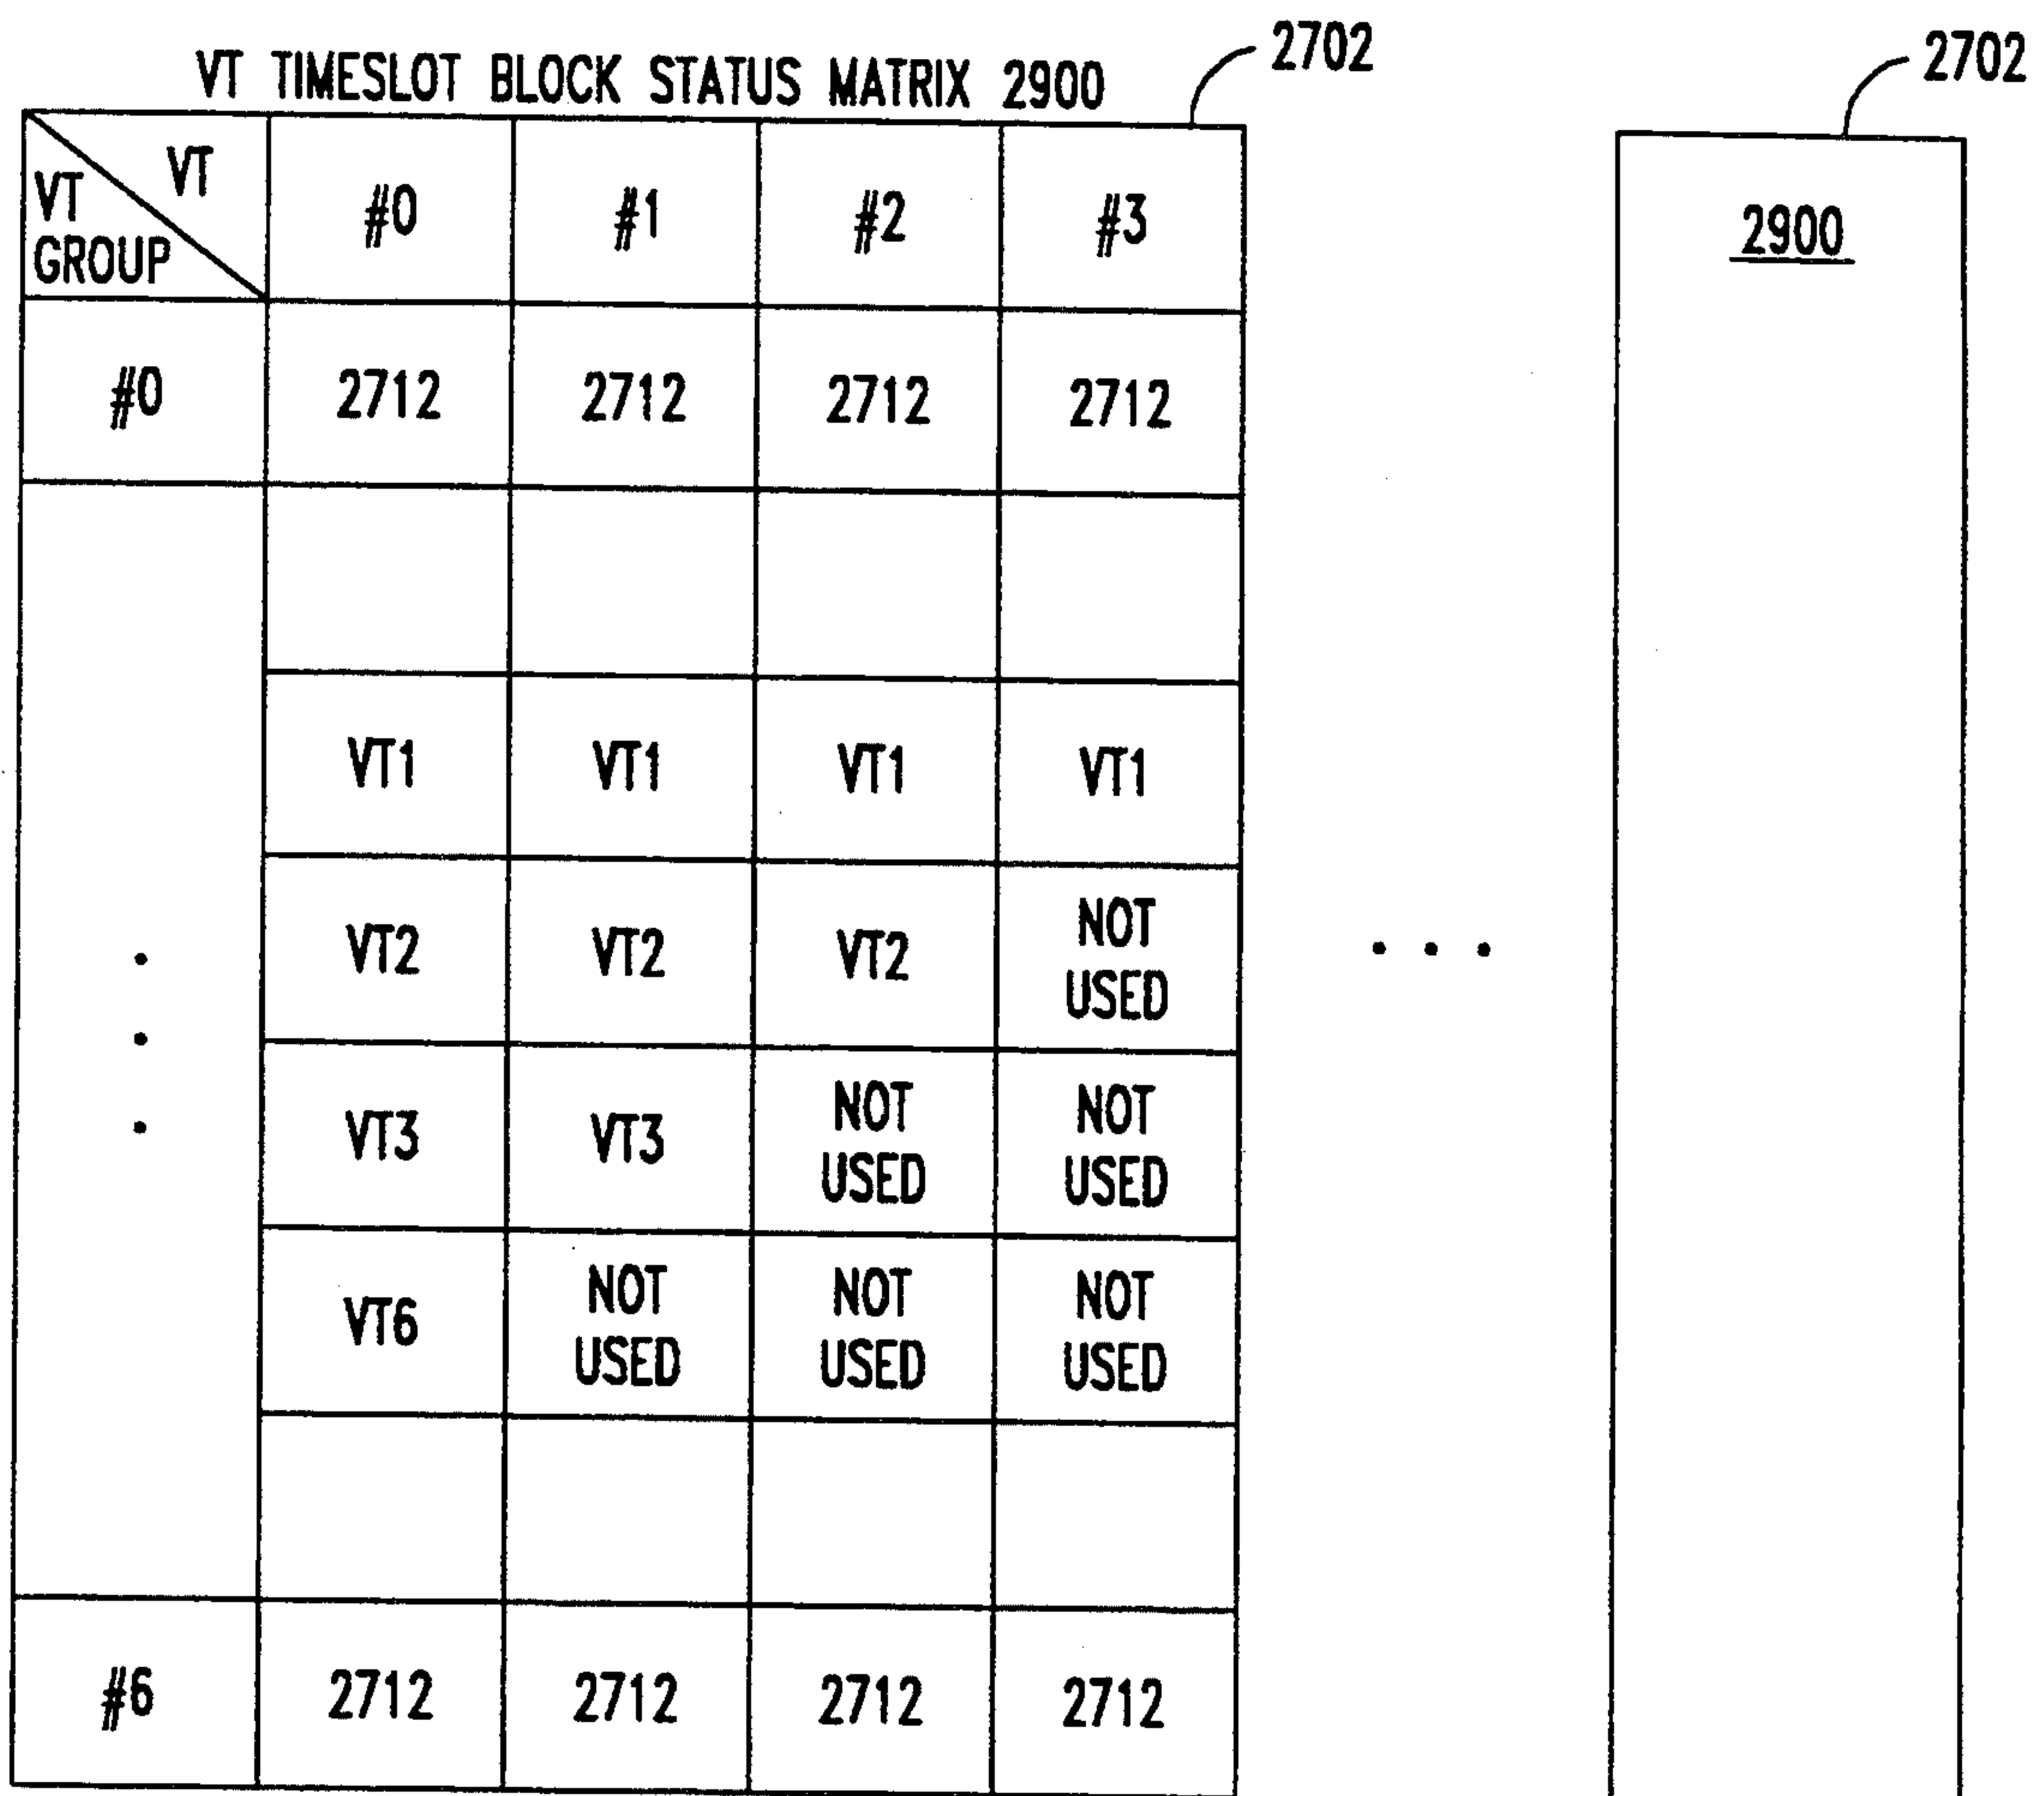 VT TIMESLOT BLOCK STATUS MATRIX 2900
2702
2702
VT
VT GROUP
#0 #1 #2 #3
2900
#0 2712 2712 2712 2712
VT1 VT1 VT1 VT1
VT2 VT2 VT2 NOT USED
. . .
VT3 VT3 NOT USED NOT USED
VT6 NOT USED NOT USED NOT USED
#6 2712 2712 2712 2712